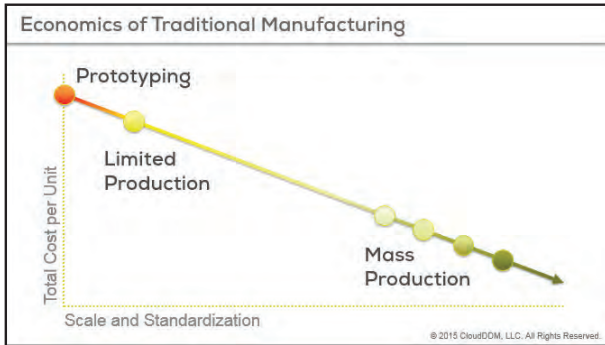 Economics of Traditional Manufacturing
Prototyping
Limited
Production
Mass
Production
Total Cost per Unit
Scale and Standardization
© 2015 CloudDDM, LLC. All Rights Reserved.